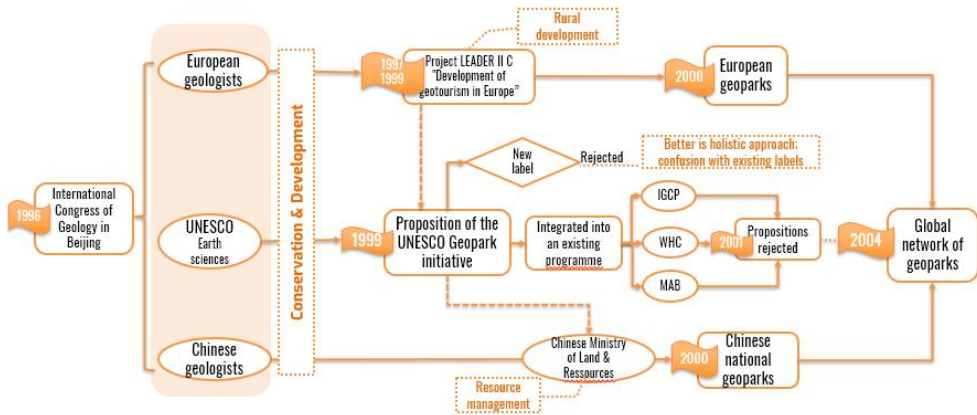 1996
International
Congress of
Geology in
Beijing
European
geologists
UNESCO
Earth
sciences
Chinese
geologists
Conservation & Development
1997
1999
Project LEADER II C
"Development of
geotourism in Europe"
Rural
development
2000
European
geoparks
New
label
Rejected
Better is holistic approach;
confusion with existing labels
1999
Proposition of the
UNESCO Geopark
initiative
Integrated into
an existing
programme
IGCP
WHC
MAB
2001
Propositions
rejected
2004
Global
network of
geoparks
Chinese Ministry
of Land &
Ressources
Resource
management
2000
Chinese
national
geoparks